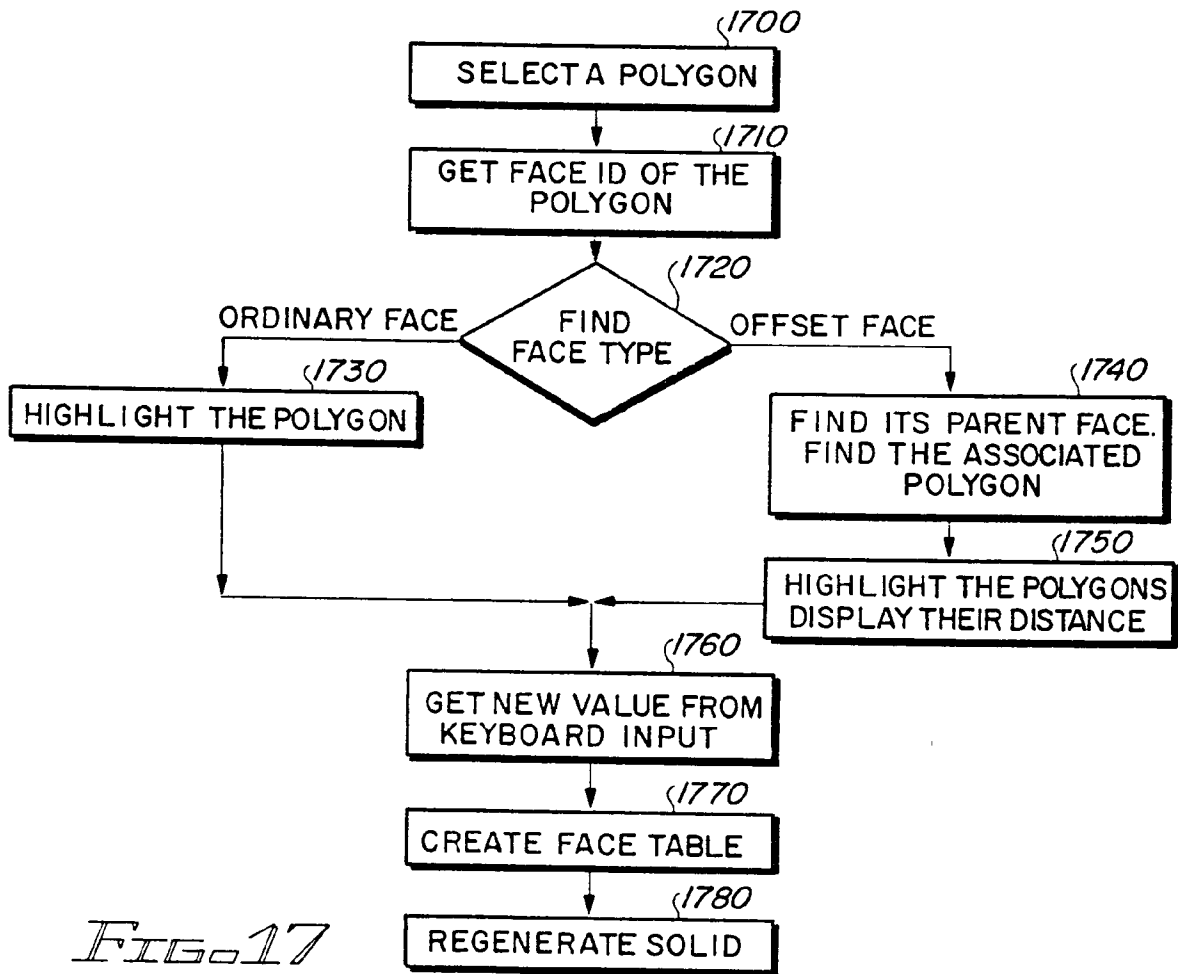 1700
SELECT A POLYGON
1710
GET FACE ID OF THE
POLYGON
1720
FIND
FACE TYPE
ORDINARY FACE
OFFSET FACE
1730
HIGHLIGHT THE POLYGON
1740
FIND ITS PARENT FACE.
FIND THE ASSOCIATED
POLYGON
1750
HIGHLIGHT THE POLYGONS
DISPLAY THEIR DISTANCE
1760
GET NEW VALUE FROM
KEYBOARD INPUT
1770
CREATE FACE TABLE
1780
REGENERATE SOLID
FIG. 17